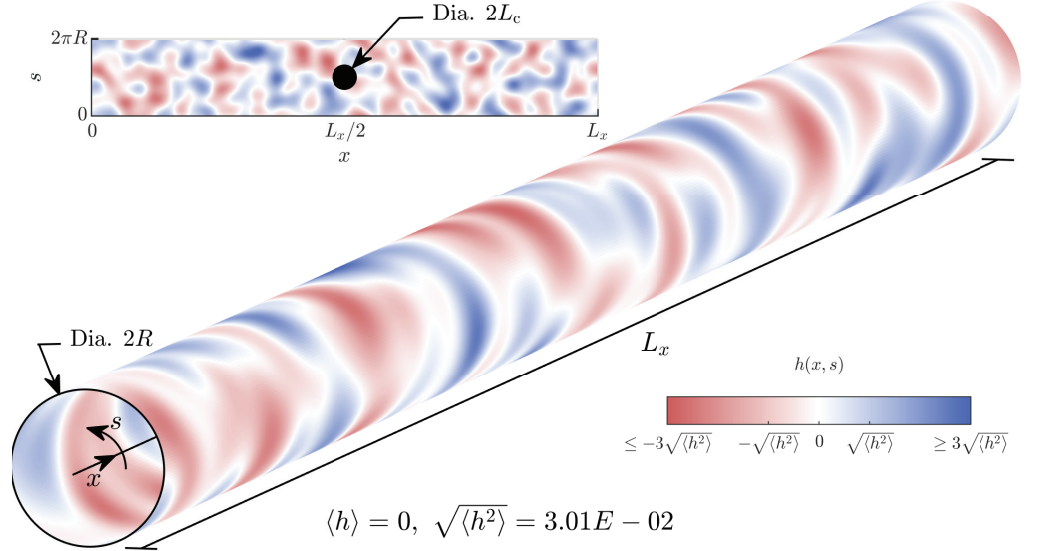 Dia. 2L_c
2πR
s
0
0
L_x/2
L_x
x
Dia. 2R
s
x
L_x
h(x, s)
≤ −3√⟨h²⟩
−√⟨h²⟩
0
√⟨h²⟩
≥ 3√⟨h²⟩
⟨h⟩ = 0, √⟨h²⟩ = 3.01E − 02